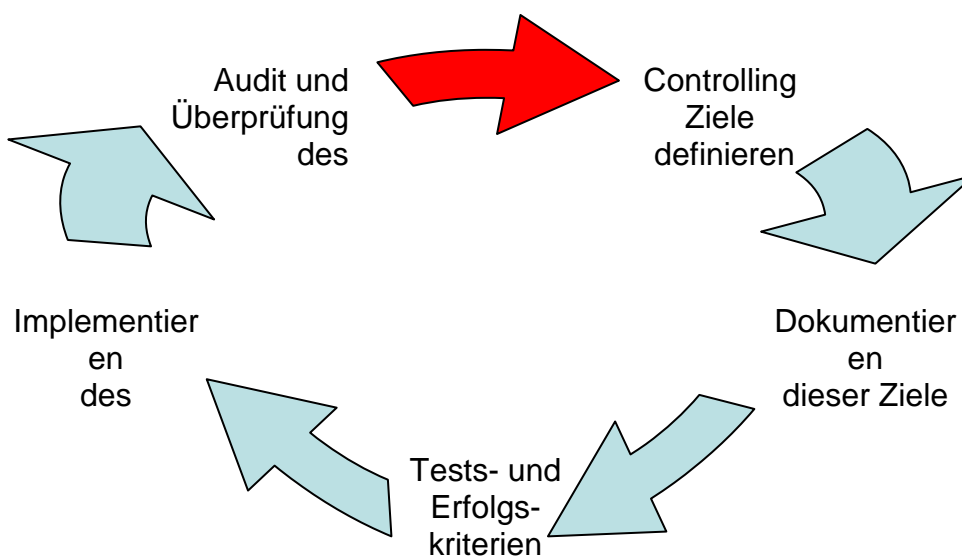 Audit und
Überprüfung
des
Controlling
Ziele
definieren
Dokumentier
en
dieser Ziele
Tests- und
Erfolgs-
kriterien
Implementier
en
des